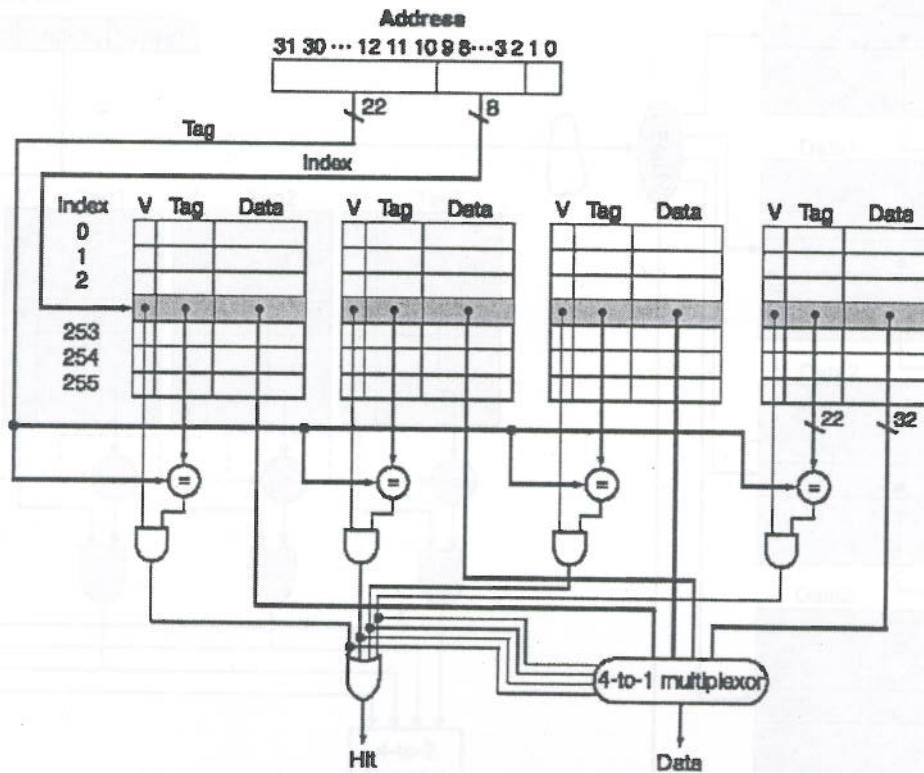 Address
31 30 ··· 12 11 10 9 8 ··· 3 2 1 0
22
8
Tag
Index
Index V Tag Data V Tag Data V Tag Data V Tag Data
0
1
2
253
254
255
22
32
= = = =
4-to-1 multiplexor
Hit
Data